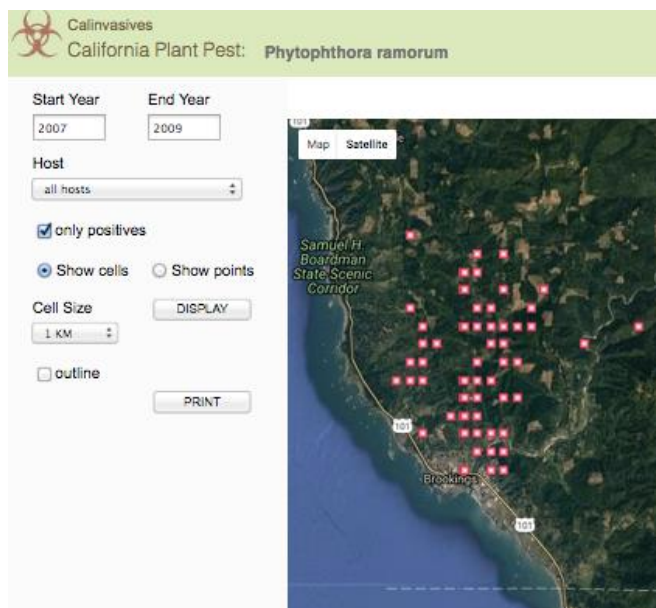 Calinvasives
California Plant Pest: Phytophthora ramorum
Start Year End Year
2007 2009
Host
all hosts
only positives
Show cells Show points
Cell Size DISPLAY
1 KM
outline
PRINT
101
Map Satellite
Samuel H.
Boardman
State Scenic
Corridor
101
Brookings
101